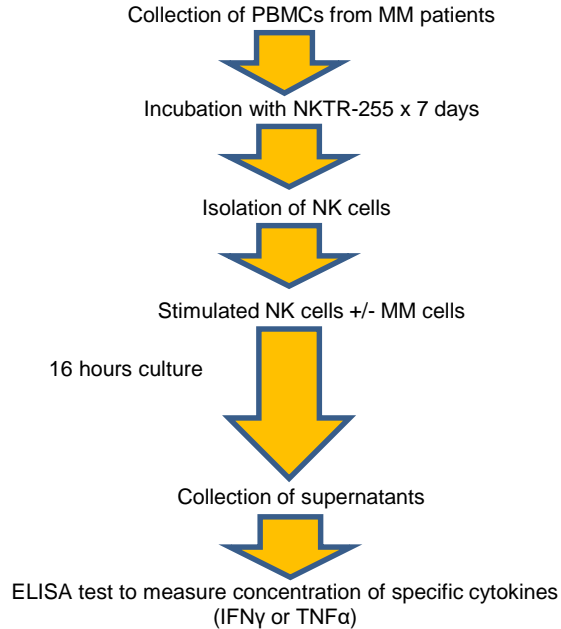 Collection of PBMCs from MM patients
Incubation with NKTR-255 x 7 days
Isolation of NK cells
Stimulated NK cells +/- MM cells
16 hours culture
Collection of supernatants
ELISA test to measure concentration of specific cytokines
(IFNγ or TNFα)